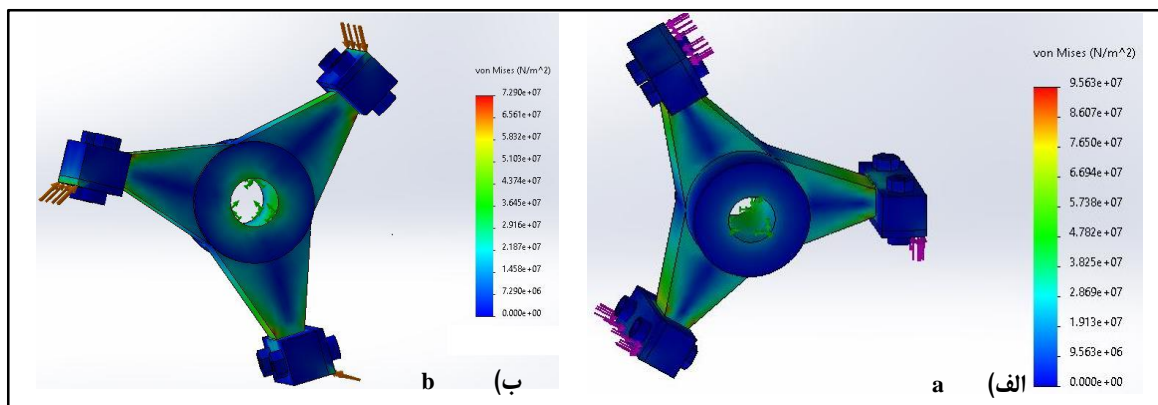 von Mises (N/m^2)
7.290e+07
6.561e+07
5.832e+07
5.103e+07
4.374e+07
3.645e+07
2.916e+07
2.187e+07
1.458e+07
7.290e+06
0.000e+00
b ب)
von Mises (N/m^2)
9.563e+07
8.607e+07
7.651e+07
6.694e+07
5.738e+07
4.782e+07
3.825e+07
2.869e+07
1.913e+07
9.563e+06
0.000e+00
a الف)